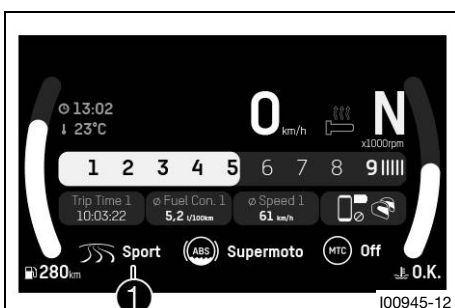 13:02
23°C
0 km/h
N
x1000rpm
1 2 3 4 5 6 7 8 9
Trip Time 1
10:03:22
ø Fuel Con. 1
5,2 l/100km
ø Speed 1
61 km/h
Sport
ABS Supermoto
MTC Off
280km
O.K.
1
I00945-12